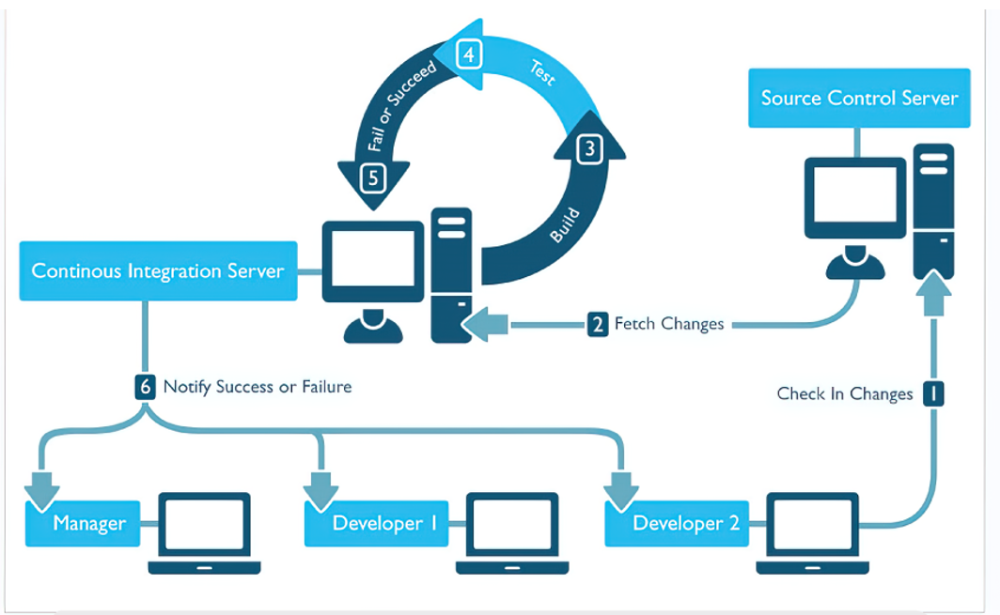 4
Test
Fail or Succeed
Source Control Server
3
5
Build
Continous Integration Server
2 Fetch Changes
6 Notify Success or Failure
Check In Changes 1
Manager
Developer 1
Developer 2